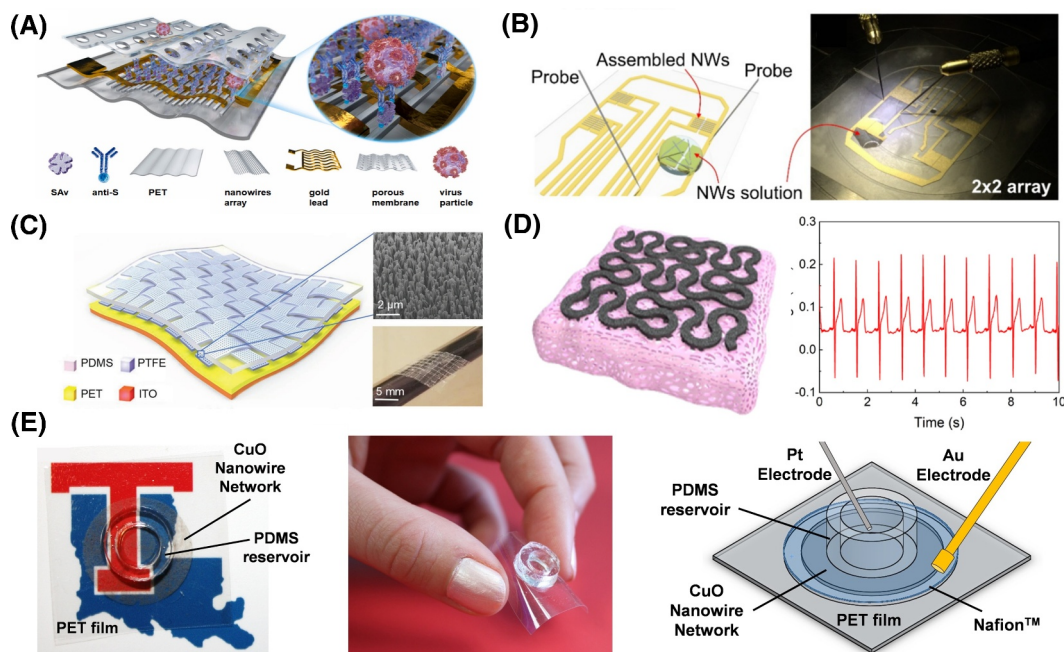 (A)
SAv
anti-S
PET
nanowires
array
gold
lead
porous
membrane
virus
particle
(B)
Assembled NWs
Probe
Probe
NWs solution
2x2 array
(C)
2 µm
5 mm
PDMS
PTFE
PET
ITO
(D)
0.3
0.2
0.1
0.0
-0.1
0
2
4
6
8
10
Time (s)
(E)
CuO
Nanowire
Network
PDMS
reservoir
PET film
Pt
Electrode
Au
Electrode
PDMS
reservoir
CuO
Nanowire
Network
PET film
Nafion™